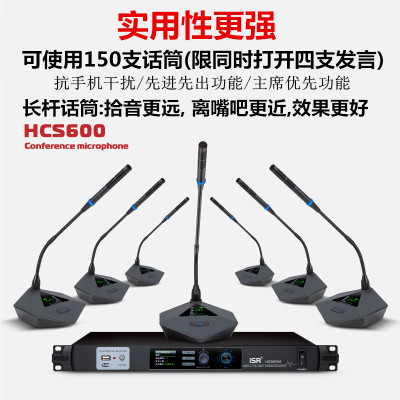 实用性更强
可使用150支话筒(限同时打开四支发言)
抗手机干扰/先进先出功能/主席优先功能
长杆话筒:拾音更远, 离嘴吧更近,效果更好
HCS600
Conference microphone
iSR